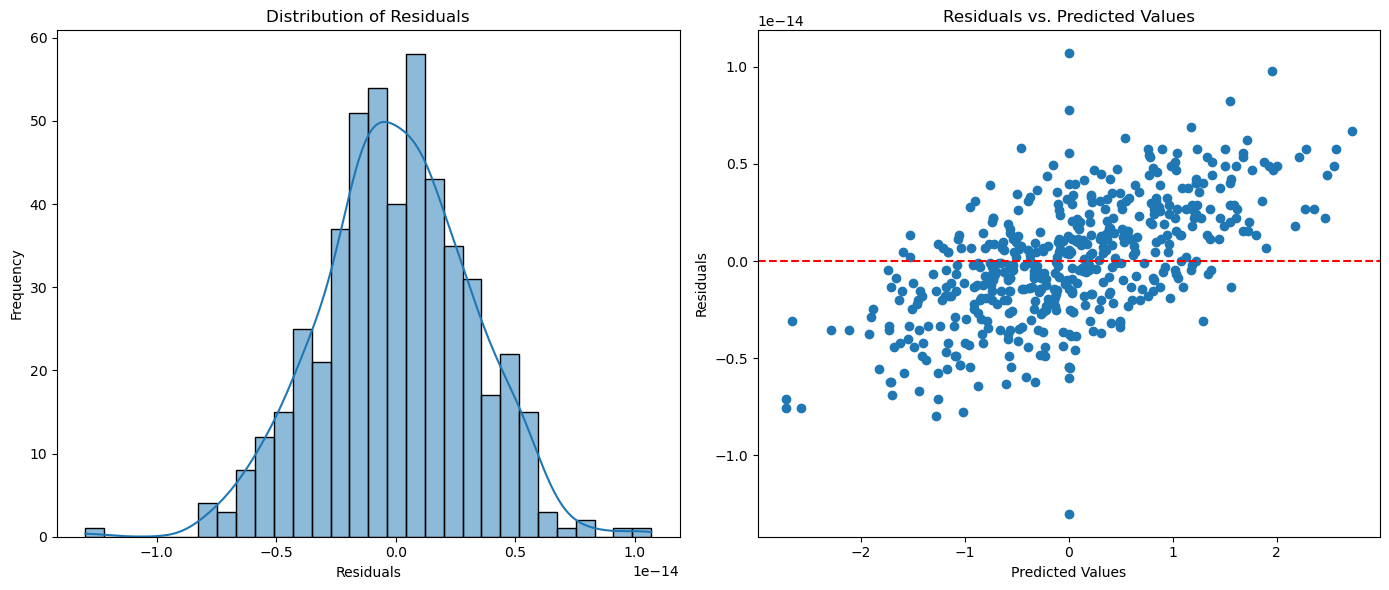 Distribution of Residuals
60
50
40
30
20
10
0
Frequency
−1.0 −0.5 0.0 0.5 1.0
1e−14
Residuals
Residuals vs. Predicted Values
1e−14
1.0
0.5
0.0
−0.5
−1.0
Residuals
−2 −1 0 1 2
Predicted Values